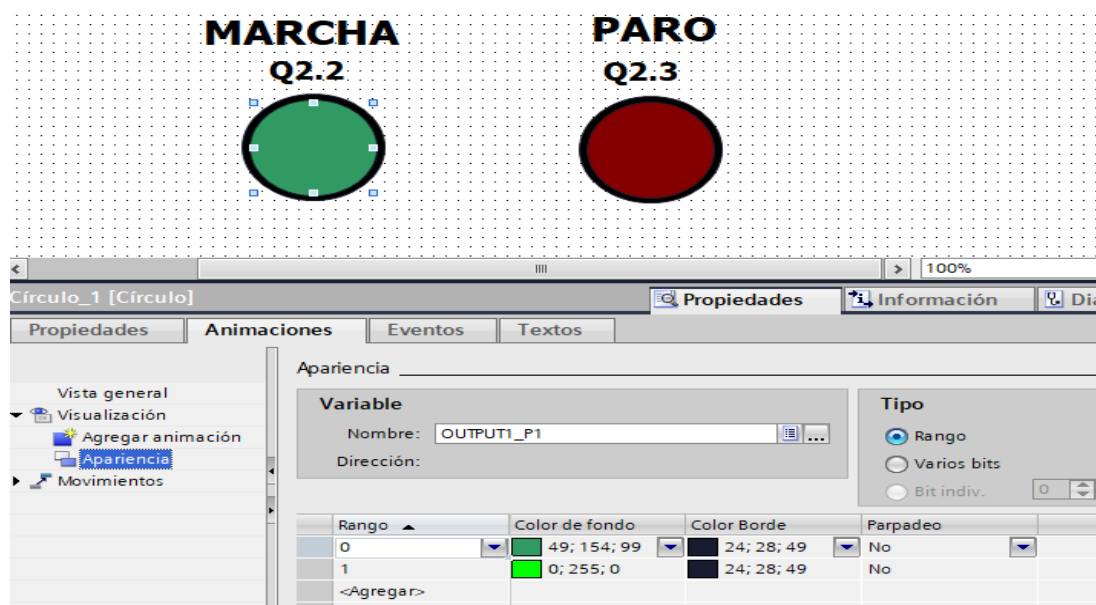 MARCHA PARO
Q2.2 Q2.3
100%
Círculo_1 [Círculo]
Propiedades Información Dia
Propiedades Animaciones Eventos Textos
Apariencia
Vista general
Visualización
Agregar animación
Apariencia
Movimientos
Variable
Nombre: OUTPUT1_P1
Dirección:
Tipo
Rango
Varios bits
Bit indiv. 0
Rango Color de fondo Color Borde Parpadeo
0 49; 154; 99 24; 28; 49 No
1 0; 255; 0 24; 28; 49 No
<Agregar>